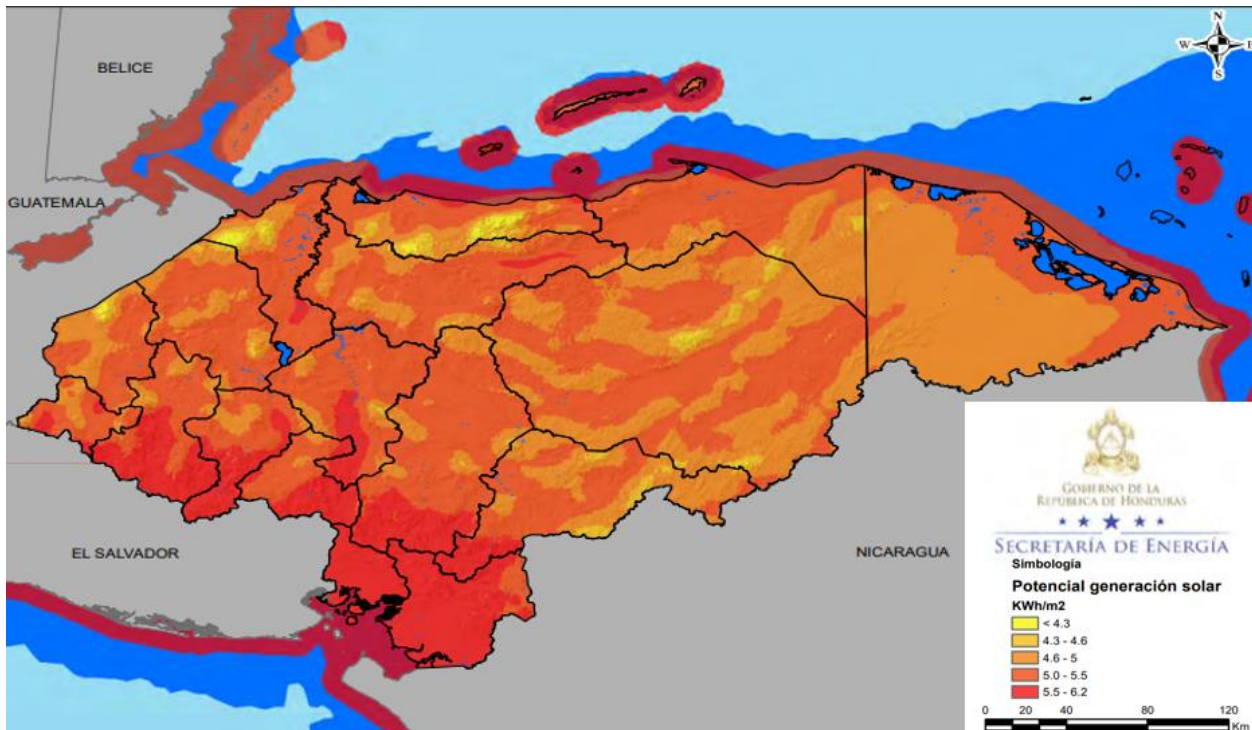 BELICE
N
W
E
S
GUATEMALA
EL SALVADOR
NICARAGUA
GOBIERNO DE LA
REPÚBLICA DE HONDURAS
SECRETARÍA DE ENERGÍA
Simbología
Potencial generación solar
KWh/m2
< 4.3
4.3 - 4.6
4.6 - 5
5.0 - 5.5
5.5 - 6.2
0 20 40 80 120
Km